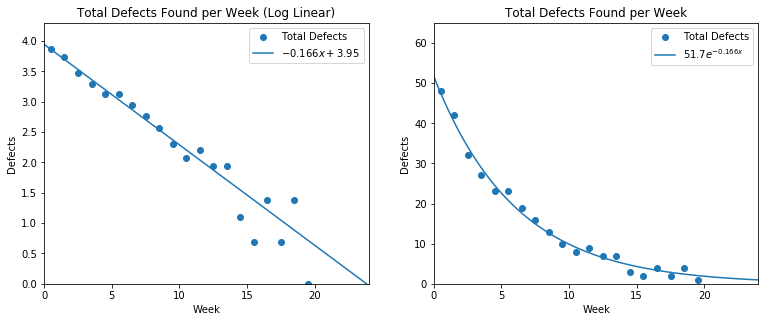 Total Defects Found per Week (Log Linear)
4.0
3.5
3.0
2.5
2.0
1.5
1.0
0.5
0.0
Defects
0
5
10
15
20
Week
Total Defects
−0.166x + 3.95
Total Defects Found per Week
60
50
40
30
20
10
0
Defects
0
5
10
15
20
Week
Total Defects
51.7e^{−0.166x}